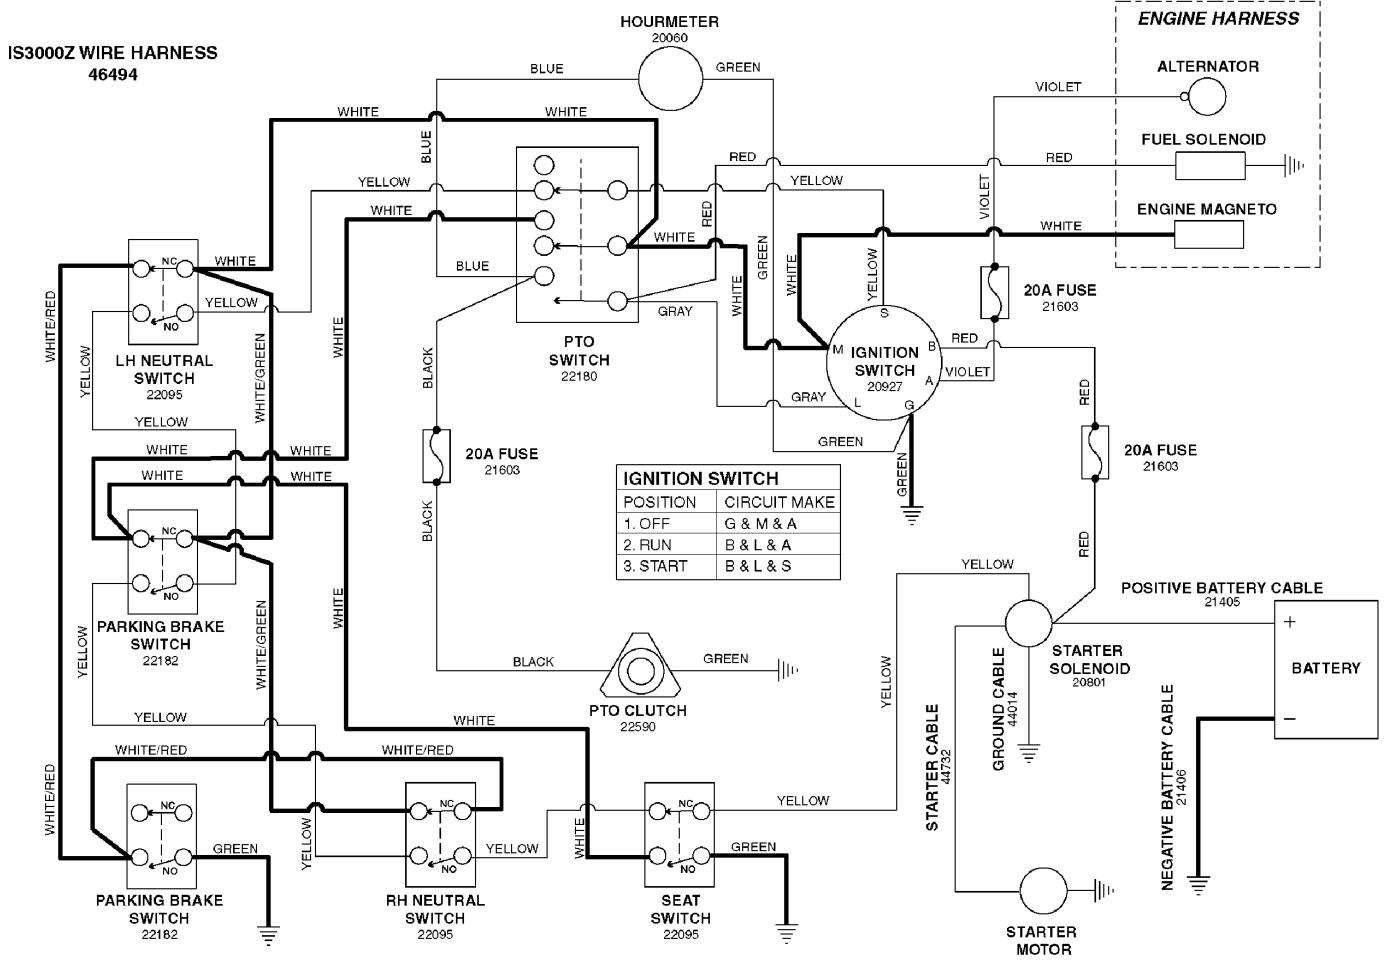 IS3000Z WIRE HARNESS
46494
HOURMETER
20060
BLUE
GREEN
ENGINE HARNESS
ALTERNATOR
VIOLET
FUEL SOLENOID
RED
RED
ENGINE MAGNETO
WHITE
WHITE
WHITE
BLUE
YELLOW
WHITE
BLUE
YELLOW
RED
WHITE
GRAY
GREEN
WHITE
WHITE
YELLOW
VIOLET
20A FUSE
21603
PTO
SWITCH
22180
NC
WHITE
YELLOW
NO
LH NEUTRAL
SWITCH
22095
WHITE/RED
YELLOW
WHITE/GREEN
WHITE
BLACK
S
M
B
A
L
G
IGNITION
SWITCH
20927
RED
VIOLET
GRAY
GREEN
GREEN
RED
20A FUSE
21603
YELLOW
WHITE
WHITE
WHITE
WHITE
20A FUSE
21603
BLACK
IGNITION SWITCH
POSITION CIRCUIT MAKE
1. OFF G & M & A
2. RUN B & L & A
3. START B & L & S
RED
NC
NO
PARKING BRAKE
SWITCH
22182
YELLOW
WHITE/GREEN
WHITE
YELLOW
YELLOW
POSITIVE BATTERY CABLE
21405
+
BATTERY
–
STARTER
SOLENOID
20801
GROUND CABLE
44014
STARTER CABLE
44732
NEGATIVE BATTERY CABLE
21406
BLACK
GREEN
PTO CLUTCH
22590
YELLOW
WHITE
WHITE/RED
WHITE/RED
WHITE/RED
NC
NO
GREEN
PARKING BRAKE
SWITCH
22182
YELLOW
NC
NO
YELLOW
RH NEUTRAL
SWITCH
22095
WHITE
NC
NO
YELLOW
GREEN
SEAT
SWITCH
22095
STARTER
MOTOR